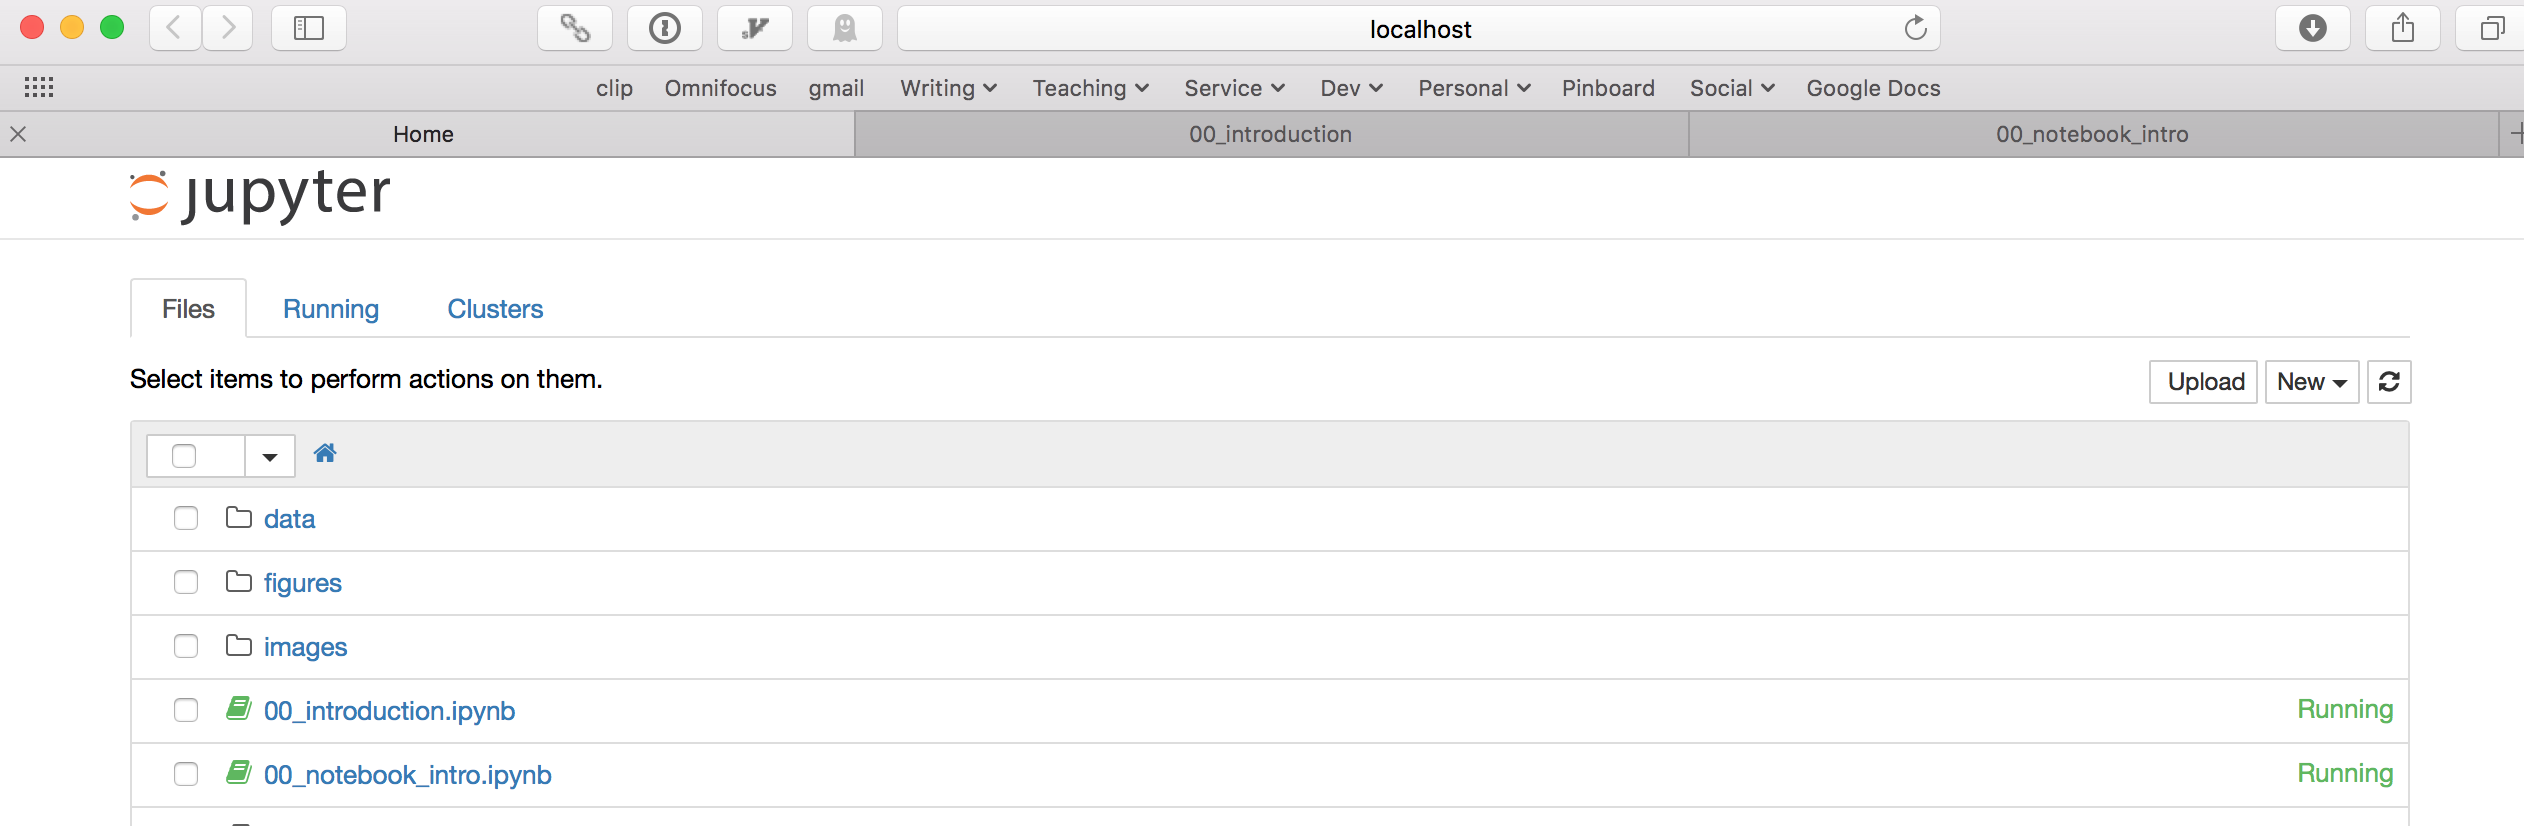 localhost
clip Omnifocus gmail Writing Teaching Service Dev Personal Pinboard Social Google Docs
Home 00_introduction 00_notebook_intro
jupyter
Files Running Clusters
Select items to perform actions on them. Upload New
data
figures
images
00_introduction.ipynb Running
00_notebook_intro.ipynb Running